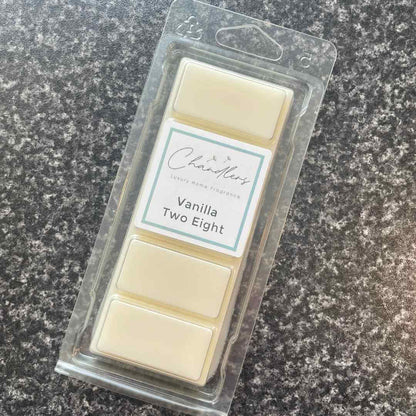 Chandlers
Luxury Home Fragrance
Vanilla
Two Eight